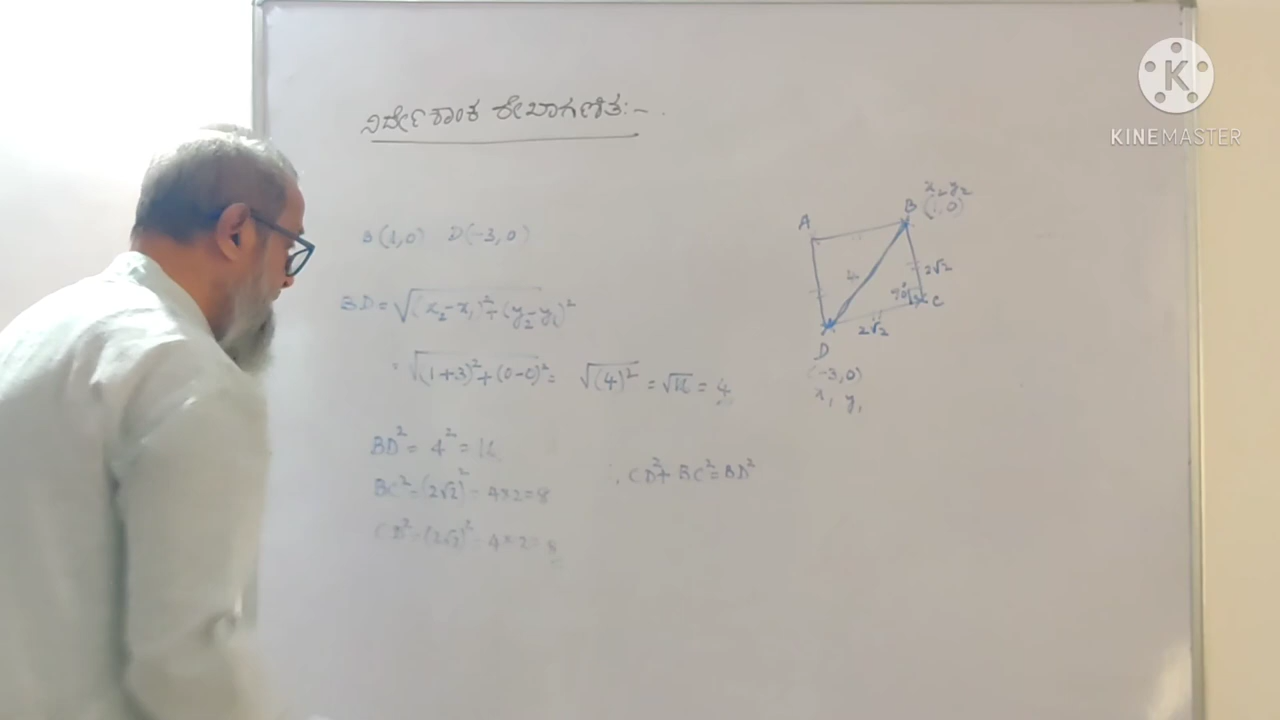 ನಿರ್ದೇಶಾಂಕ ರೇಖಾಗಣಿತ:-
K
KINEMASTER
B(1,0) D(-3,0)
BD = √(x₂-x₁)²+(y₂-y₁)²
= √(1+3)²+(0-0)² = √(4)² = √16 = 4
BD² = 4² = 16
BC² = (2√2)² = 4×2 = 8
CD² = (2√2)² = 4×2 = 8
∴ CD²+BC²=BD²
x₂ y₂
A B (1,0)
4 2√2
90° C
2√2
D
(-3,0)
x₁ y₁